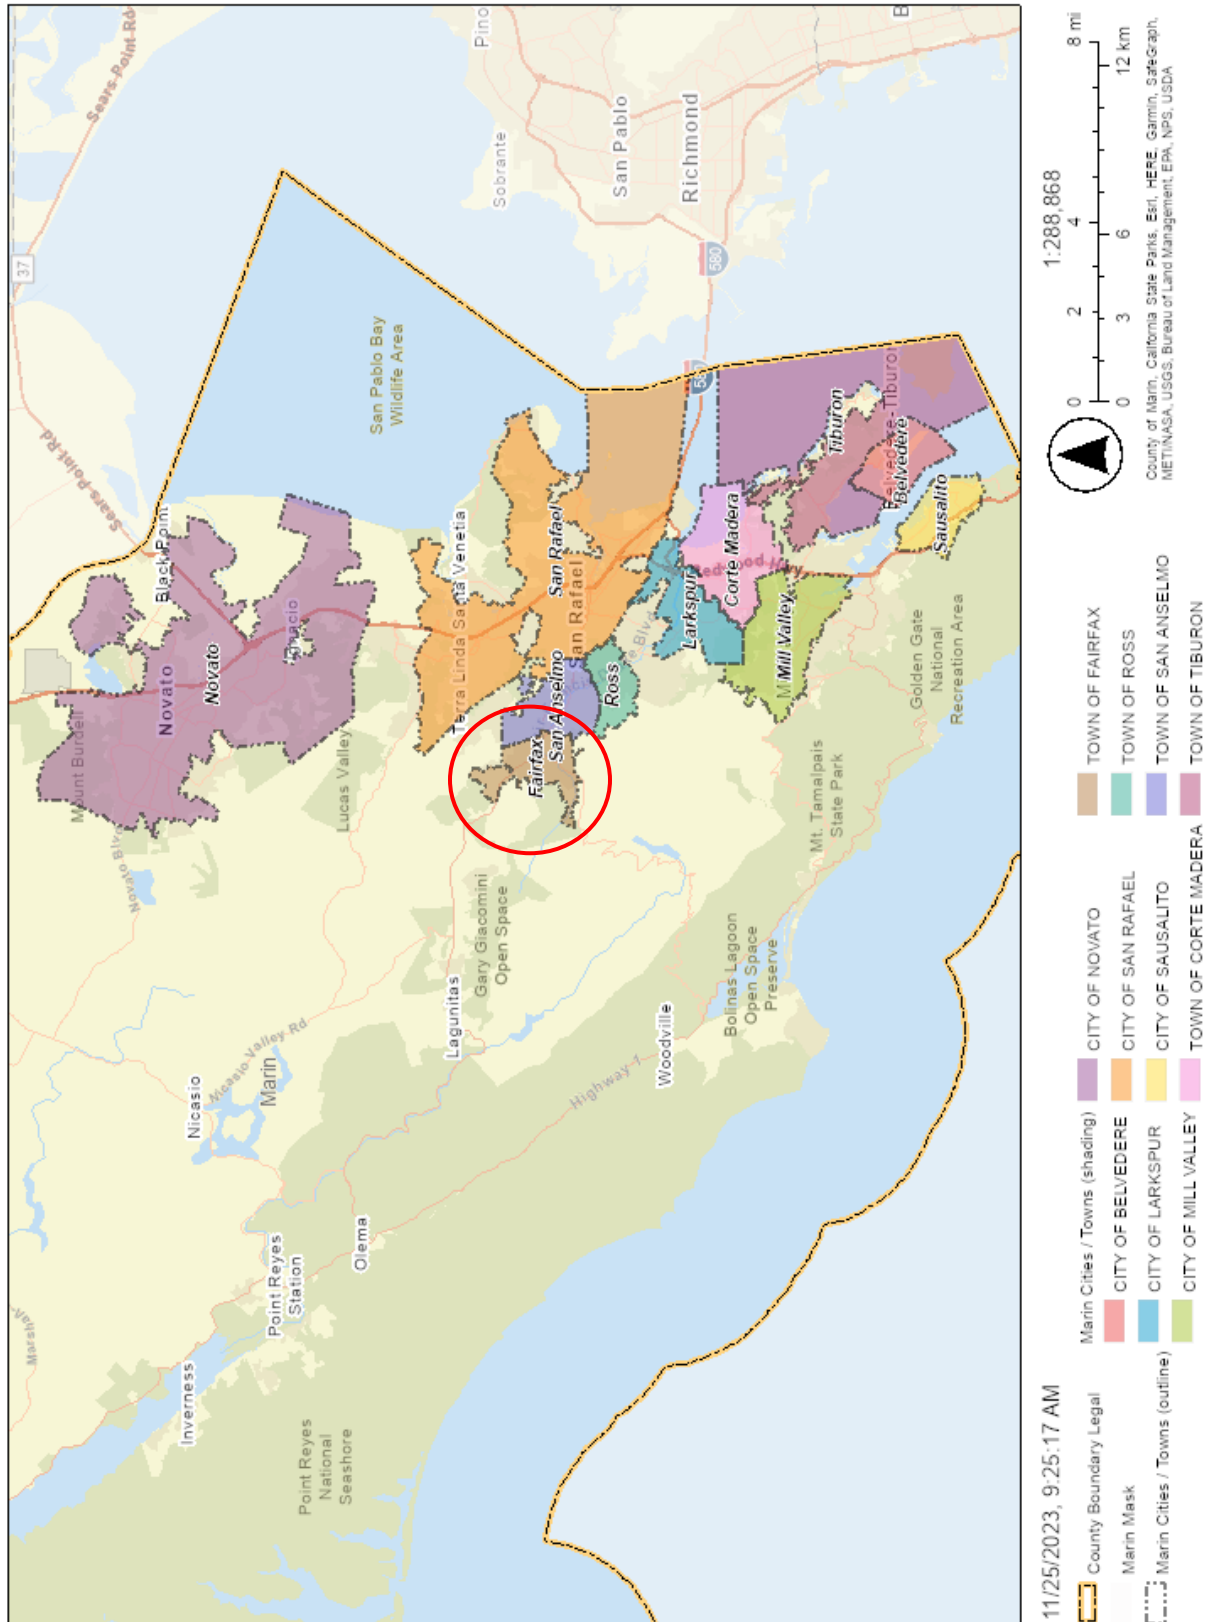 Marshall
Inverness
Point Reyes
National
Seashore
Point Reyes
Station
Olema
Nicasio
Nicasio Valley Rd
Marin
Highway 1
Woodville
Lagunitas
Gary Giacomini
Open Space
Bolinas Lagoon
Open Space
Preserve
Novato Blvd
Mount Burdell
Novato
Novato
Ignacio
Black Point
Lucas Valley
Terra Linda
Santa Venetia
Fairfax
San Anselmo
San Rafael
San Rafael
Ross
Larkspur
Corte Madera
Redwood Hwy
Mill Valley
Mt. Tamalpais
State Park
Golden Gate
National
Recreation Area
Tiburon
Belvedere-Tiburon
Belvedere
Sausalito
San Pablo Bay
Wildlife Area
Sears-Point-Rd
Sears-Point-Rd
37
Pino
Sobrante
San Pablo
Richmond
580
580
B
11/25/2023, 9:25:17 AM
County Boundary Legal
Marin Mask
Marin Cities / Towns (outline)
Marin Cities / Towns (shading)
CITY OF BELVEDERE
CITY OF LARKSPUR
CITY OF MILL VALLEY
CITY OF NOVATO
CITY OF SAN RAFAEL
CITY OF SAUSALITO
TOWN OF CORTE MADERA
TOWN OF FAIRFAX
TOWN OF ROSS
TOWN OF SAN ANSELMO
TOWN OF TIBURON
1:288,868
0 2 4 8 mi
0 3 6 12 km
County of Marin, California State Parks, Esri, HERE, Garmin, SafeGraph,
METI/NASA, USGS, Bureau of Land Management, EPA, NPS, USDA